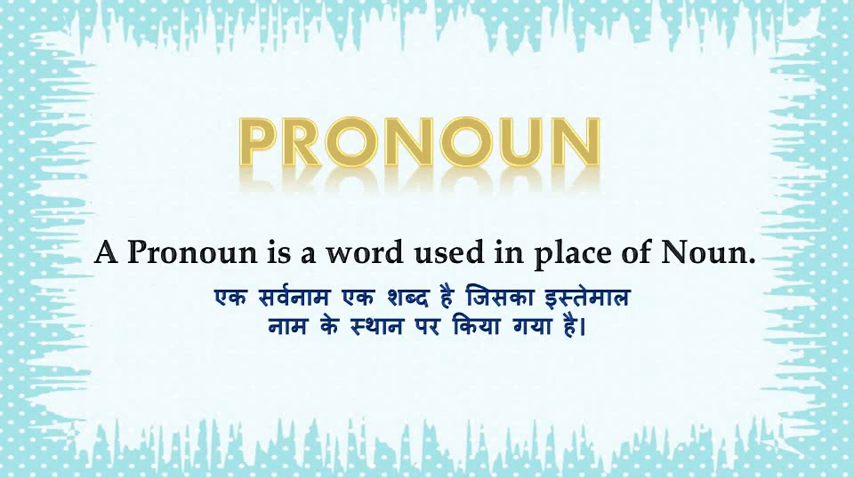 PRONOUN
A Pronoun is a word used in place of Noun.
एक सर्वनाम एक शब्द है जिसका इस्तेमाल
नाम के स्थान पर किया गया है।